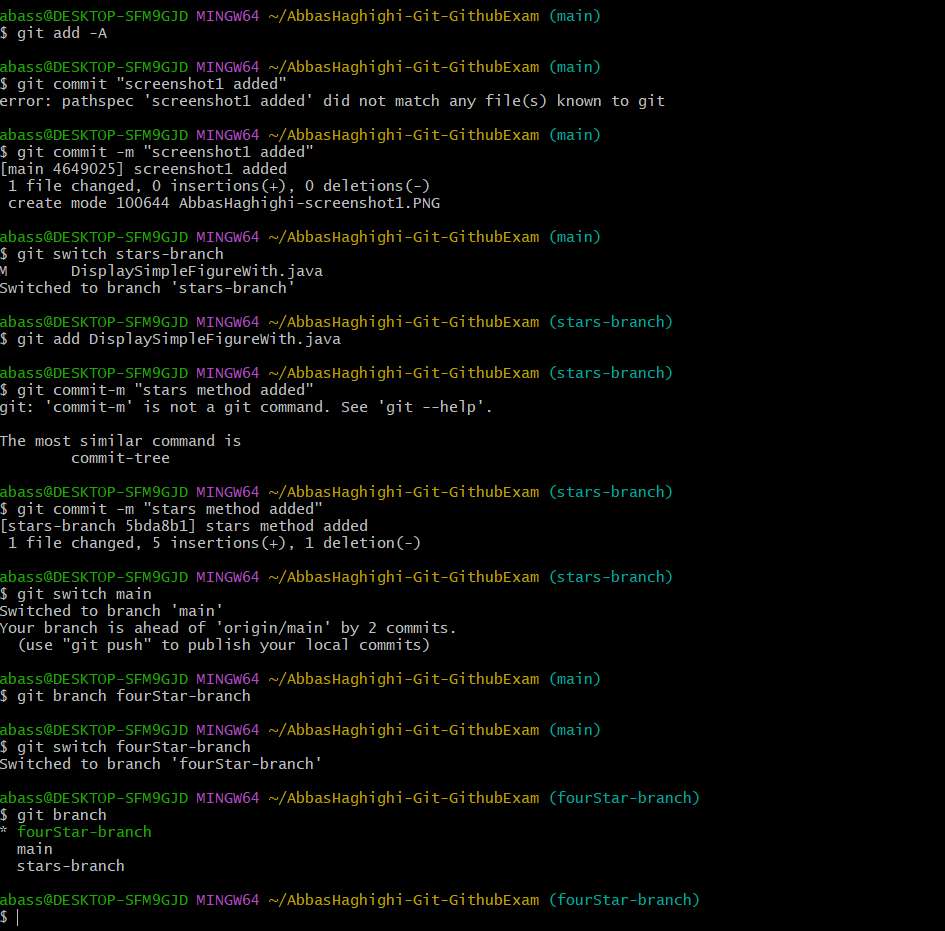 abass@DESKTOP-SFM9GJD MINGW64 ~/AbbasHaghighi-Git-GithubExam (main)
$ git add -A
abass@DESKTOP-SFM9GJD MINGW64 ~/AbbasHaghighi-Git-GithubExam (main)
$ git commit "screenshot1 added"
error: pathspec 'screenshot1 added' did not match any file(s) known to git
abass@DESKTOP-SFM9GJD MINGW64 ~/AbbasHaghighi-Git-GithubExam (main)
$ git commit -m "screenshot1 added"
[main 4649025] screenshot1 added
 1 file changed, 0 insertions(+), 0 deletions(-)
 create mode 100644 AbbasHaghighi-screenshot1.PNG
abass@DESKTOP-SFM9GJD MINGW64 ~/AbbasHaghighi-Git-GithubExam (main)
$ git switch stars-branch
M       DisplaySimpleFigureWith.java
Switched to branch 'stars-branch'
abass@DESKTOP-SFM9GJD MINGW64 ~/AbbasHaghighi-Git-GithubExam (stars-branch)
$ git add DisplaySimpleFigureWith.java
abass@DESKTOP-SFM9GJD MINGW64 ~/AbbasHaghighi-Git-GithubExam (stars-branch)
$ git commit-m "stars method added"
git: 'commit-m' is not a git command. See 'git --help'.
The most similar command is
        commit-tree
abass@DESKTOP-SFM9GJD MINGW64 ~/AbbasHaghighi-Git-GithubExam (stars-branch)
$ git commit -m "stars method added"
[stars-branch 5bda8b1] stars method added
 1 file changed, 5 insertions(+), 1 deletion(-)
abass@DESKTOP-SFM9GJD MINGW64 ~/AbbasHaghighi-Git-GithubExam (stars-branch)
$ git switch main
Switched to branch 'main'
Your branch is ahead of 'origin/main' by 2 commits.
  (use "git push" to publish your local commits)
abass@DESKTOP-SFM9GJD MINGW64 ~/AbbasHaghighi-Git-GithubExam (main)
$ git branch fourStar-branch
abass@DESKTOP-SFM9GJD MINGW64 ~/AbbasHaghighi-Git-GithubExam (main)
$ git switch fourStar-branch
Switched to branch 'fourStar-branch'
abass@DESKTOP-SFM9GJD MINGW64 ~/AbbasHaghighi-Git-GithubExam (fourStar-branch)
$ git branch
* fourStar-branch
  main
  stars-branch
abass@DESKTOP-SFM9GJD MINGW64 ~/AbbasHaghighi-Git-GithubExam (fourStar-branch)
$